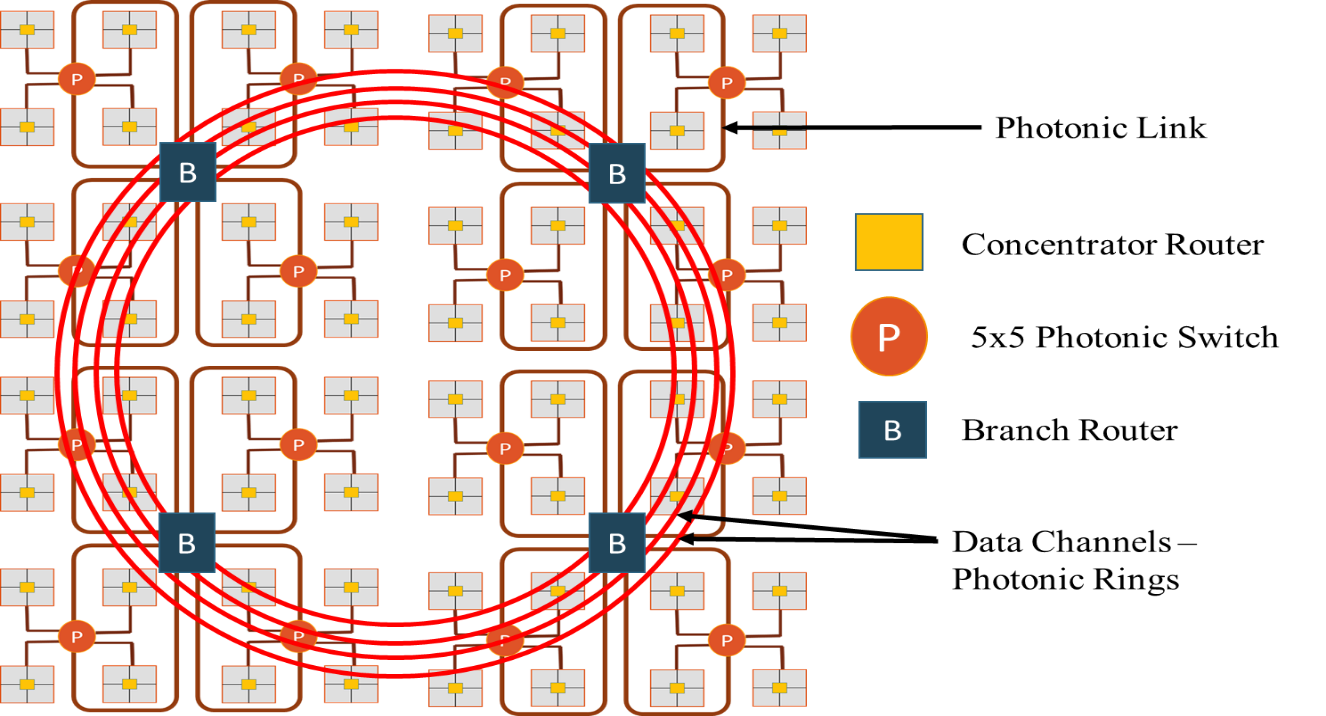 P P P P
B B
Photonic Link
P P P P
Concentrator Router
P 5x5 Photonic Switch
B Branch Router
P P P P
B B
Data Channels –
Photonic Rings
P P P P